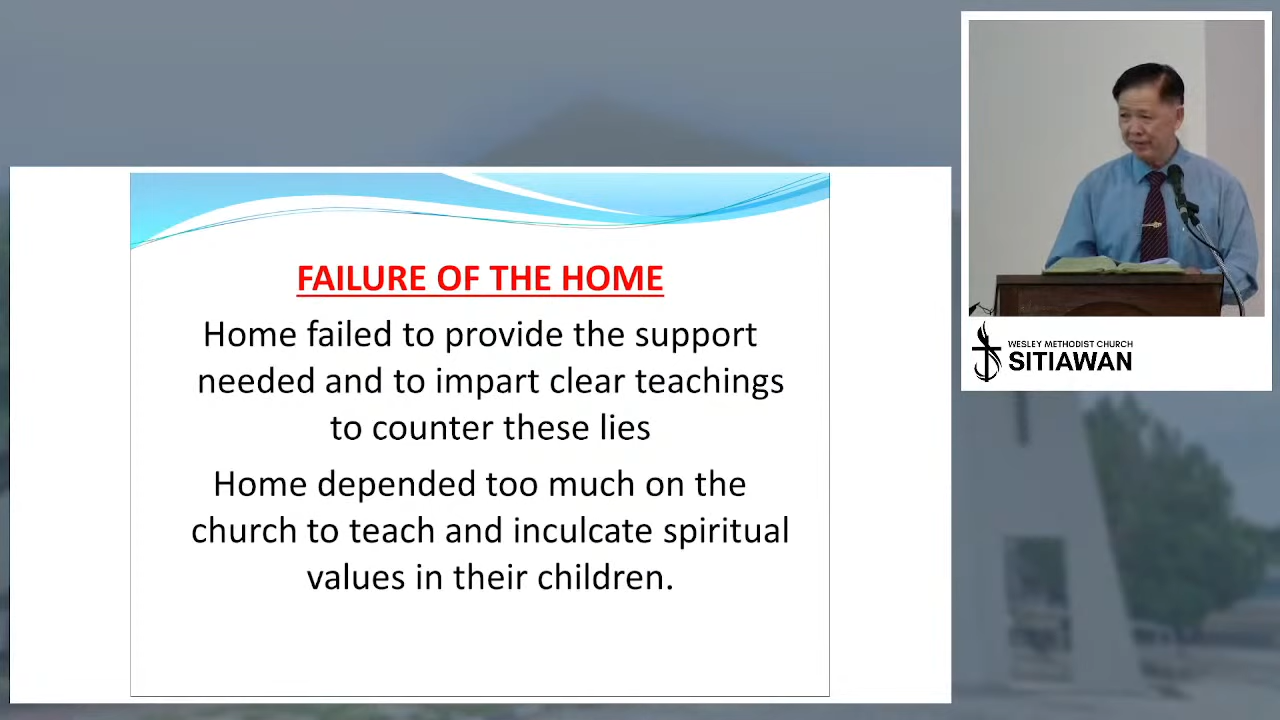 FAILURE OF THE HOME
Home failed to provide the support
needed and to impart clear teachings
to counter these lies
Home depended too much on the
church to teach and inculcate spiritual
values in their children.
WESLEY METHODIST CHURCH
SITIAWAN